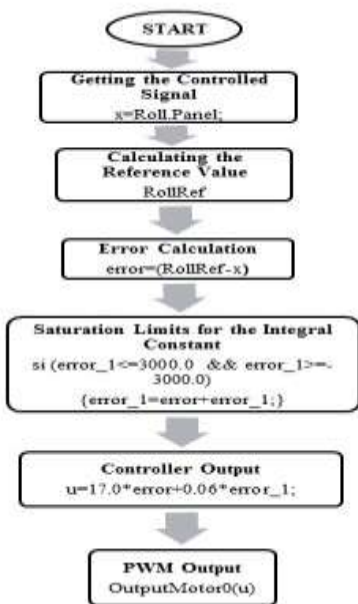 START
Getting the Controlled
Signal
x=Roll.Panel;
Calculating the
Reference Value
RollRef
Error Calculation
error=(RollRef-x)
Saturation Limits for the Integral
Constant
si (error_1<=3000.0 && error_1>=-
3000.0)
{error_1=error+error_1;}
Controller Output
u=17.0*error+0.06*error_1;
PWM Output
OutputMotor0(u)